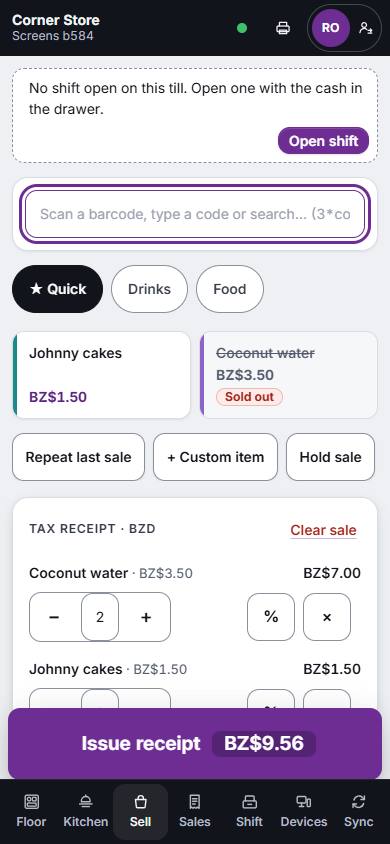 Corner Store
Screens b584
RO
No shift open on this till. Open one with the cash in
the drawer.
Open shift
Scan a barcode, type a code or search... (3*co
★ Quick
Drinks
Food
Johnny cakes
BZ$1.50
Coconut water
BZ$3.50
Sold out
Repeat last sale
+ Custom item
Hold sale
TAX RECEIPT · BZD
Clear sale
Coconut water · BZ$3.50
BZ$7.00
− 2 +
% ×
Johnny cakes · BZ$1.50
BZ$1.50
Issue receipt BZ$9.56
Floor
Kitchen
Sell
Sales
Shift
Devices
Sync